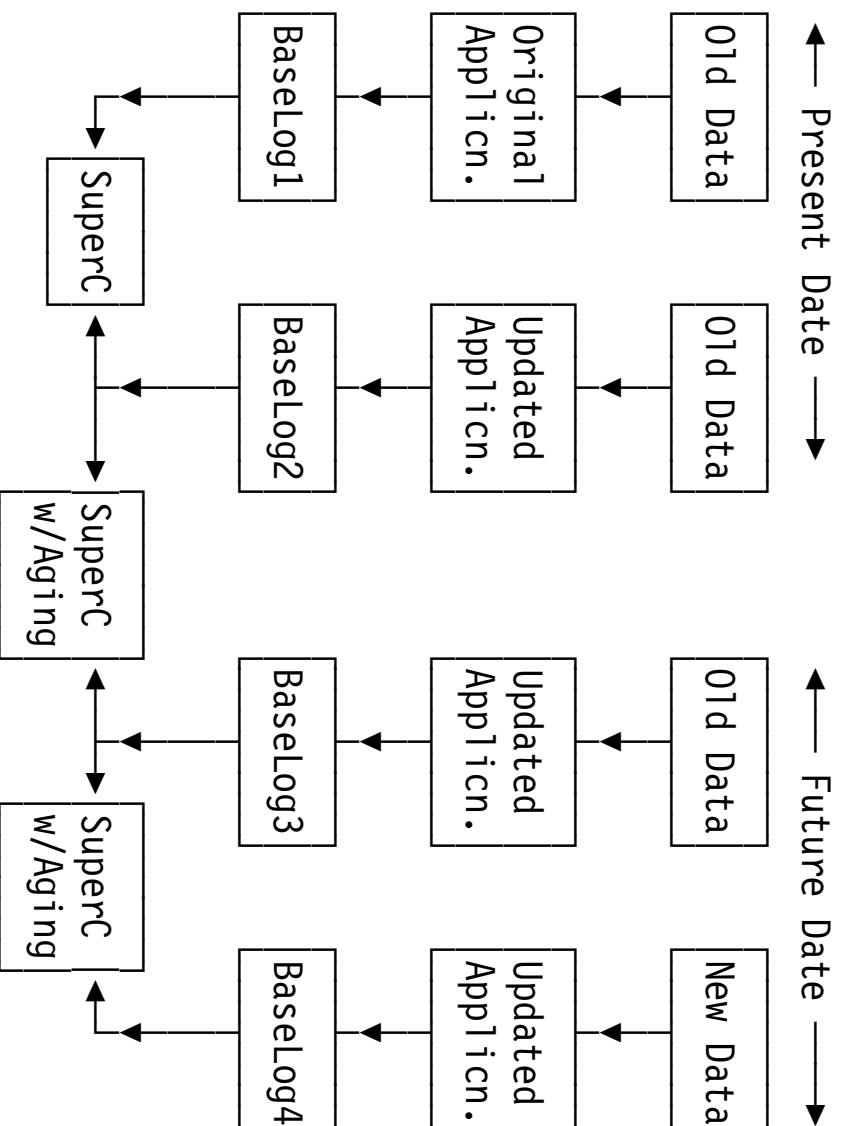 Present Date
Future Date
Old Data
Old Data
Old Data
New Data
Original
Applicn.
Updated
Applicn.
Updated
Applicn.
Updated
Applicn.
BaseLog1
BaseLog2
BaseLog3
BaseLog4
SuperC
SuperC
w/Aging
SuperC
w/Aging